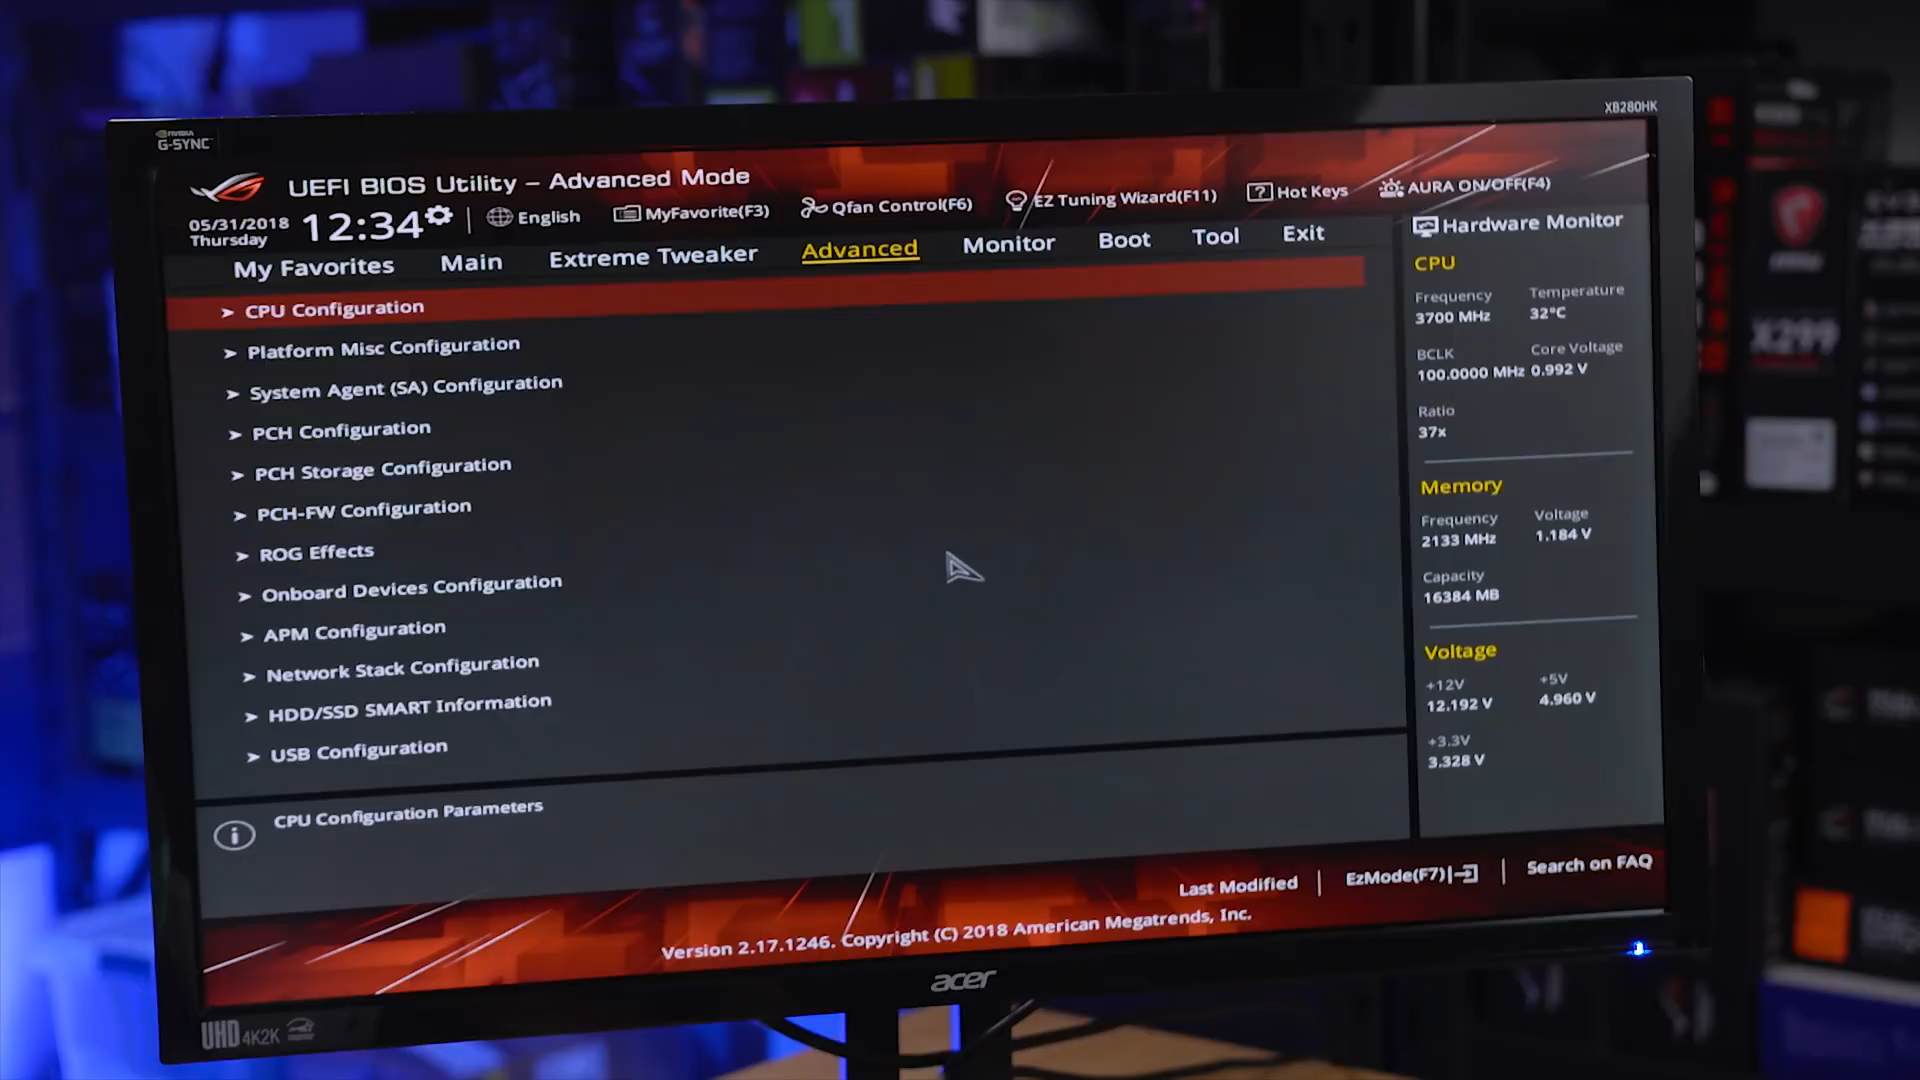 NVIDIA
G-SYNC
XB280HK
UEFI BIOS Utility – Advanced Mode
05/31/2018
Thursday
12:34
English
MyFavorite(F3)
Qfan Control(F6)
EZ Tuning Wizard(F11)
Hot Keys
AURA ON/OFF(F4)
My Favorites
Main
Extreme Tweaker
Advanced
Monitor
Boot
Tool
Exit
CPU Configuration
Platform Misc Configuration
System Agent (SA) Configuration
PCH Configuration
PCH Storage Configuration
PCH-FW Configuration
ROG Effects
Onboard Devices Configuration
APM Configuration
Network Stack Configuration
HDD/SSD SMART Information
USB Configuration
CPU Configuration Parameters
Hardware Monitor
CPU
Frequency Temperature
3700 MHz 32°C
BCLK Core Voltage
100.0000 MHz 0.992 V
Ratio
37x
Memory
Frequency Voltage
2133 MHz 1.184 V
Capacity
16384 MB
Voltage
+12V +5V
12.192 V 4.960 V
+3.3V
3.328 V
Last Modified
EzMode(F7)
Search on FAQ
Version 2.17.1246. Copyright (C) 2018 American Megatrends, Inc.
acer
UHD 4K2K
X299